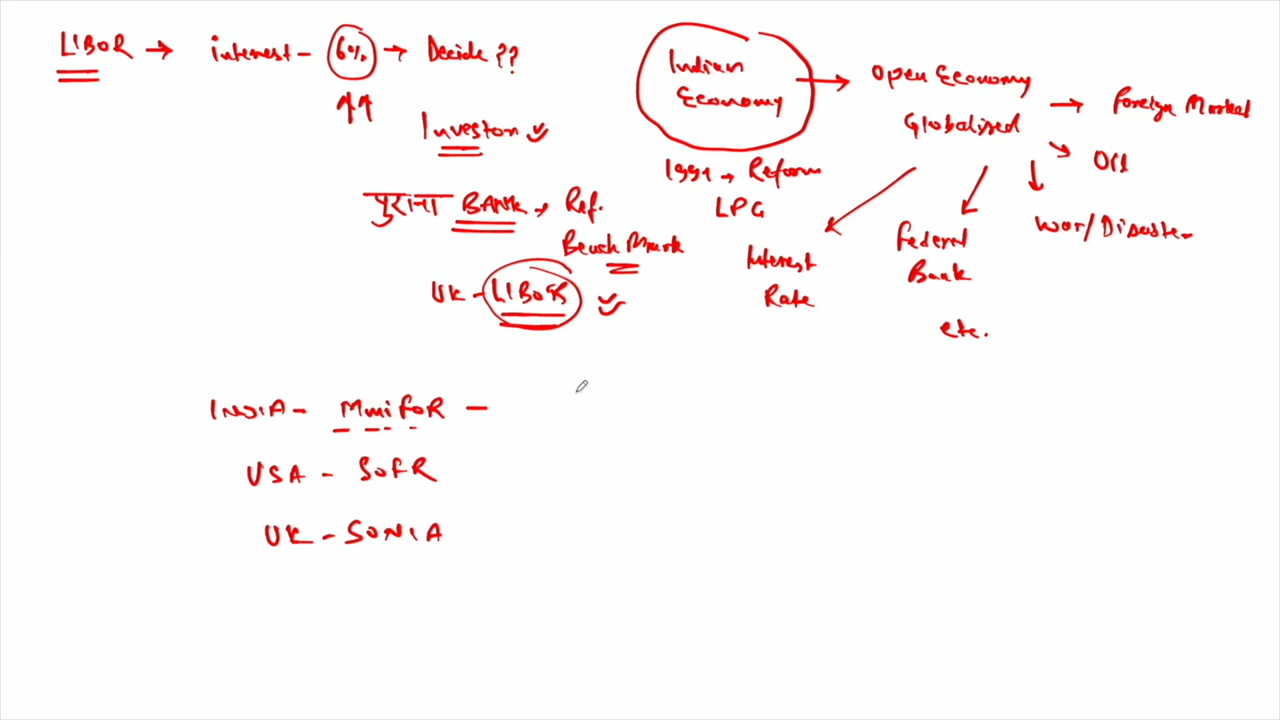 LIBOR → interest - 6% → Decide ??
↑↑
Investor
पुराना BANK → Ref.
Bench Mark
UK - LIBOR
Indian
Economy
1991 → Reform
LPG
→ Open Economy
Globalised
→ Foreign Market
Oil
War/Disaster
Interest
Rate
Federal
Bank
etc.
INDIA - MmifoR -
USA - SOFR
UK - SONIA